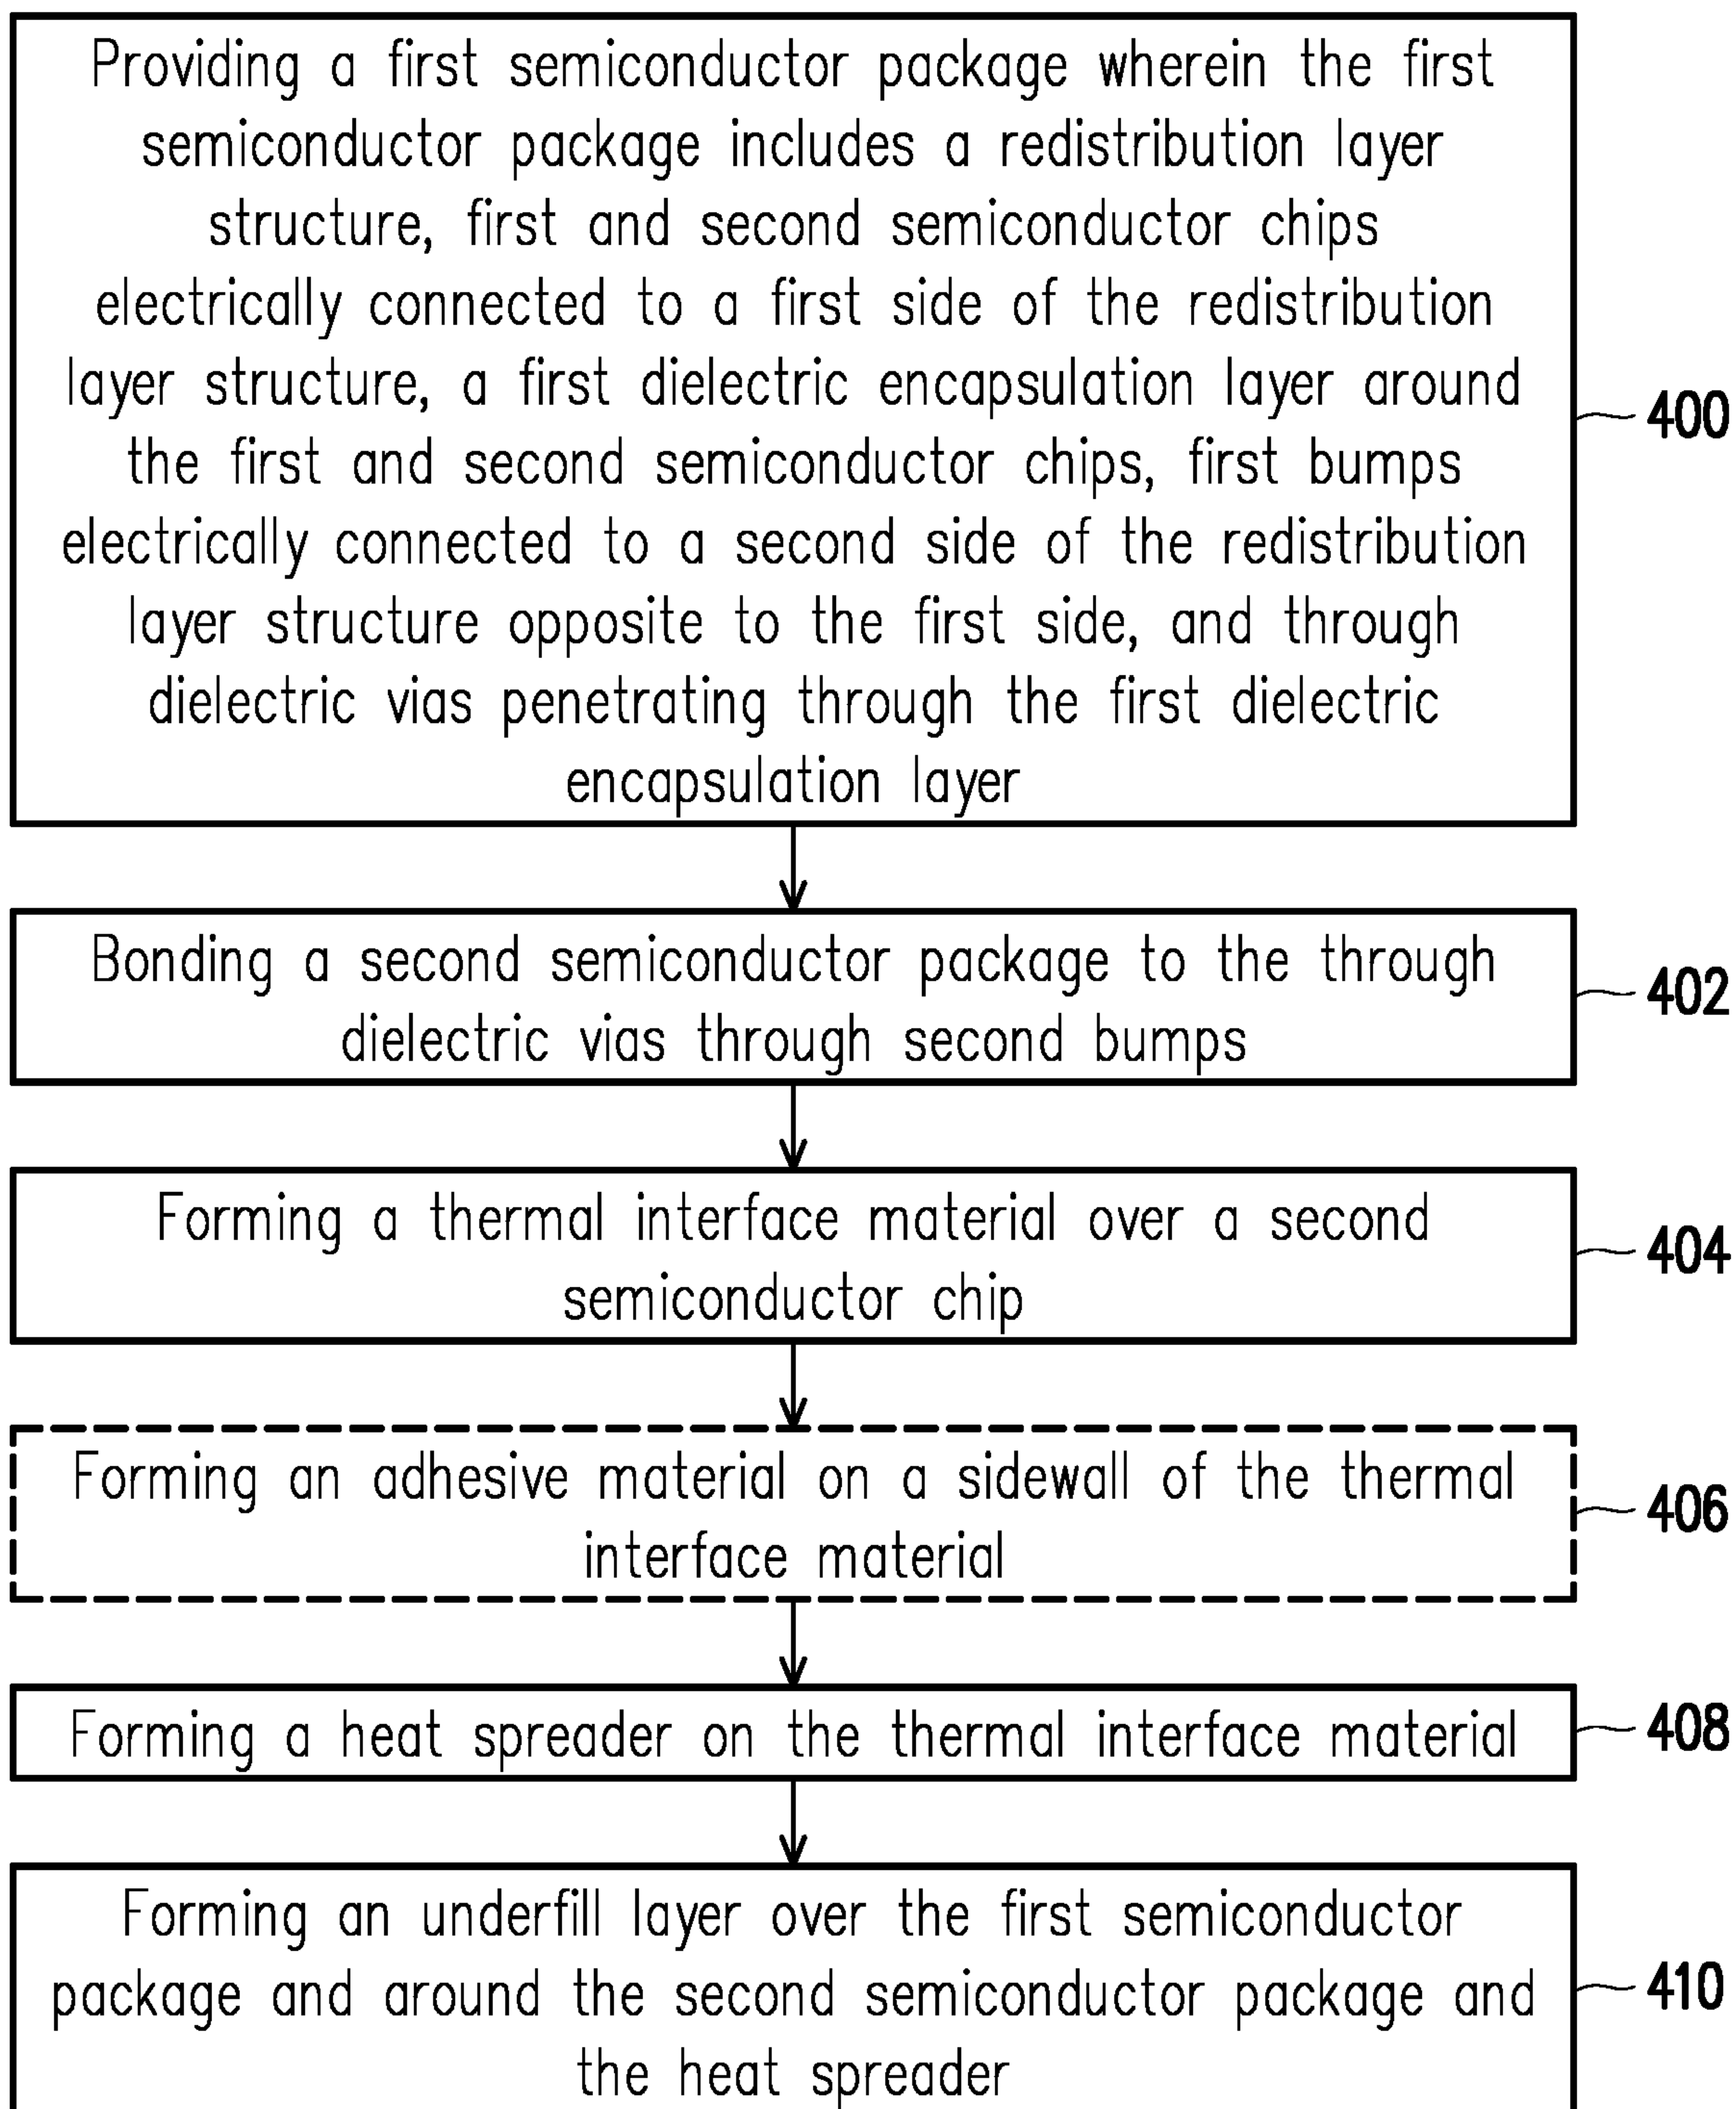 Providing a first semiconductor package wherein the first
semiconductor package includes a redistribution layer
structure, first and second semiconductor chips
electrically connected to a first side of the redistribution
layer structure, a first dielectric encapsulation layer around
the first and second semiconductor chips, first bumps
electrically connected to a second side of the redistribution
layer structure opposite to the first side, and through
dielectric vias penetrating through the first dielectric
encapsulation layer
400
Bonding a second semiconductor package to the through
dielectric vias through second bumps
402
Forming a thermal interface material over a second
semiconductor chip
404
Forming an adhesive material on a sidewall of the thermal
interface material
406
Forming a heat spreader on the thermal interface material
408
Forming an underfill layer over the first semiconductor
package and around the second semiconductor package and
the heat spreader
410